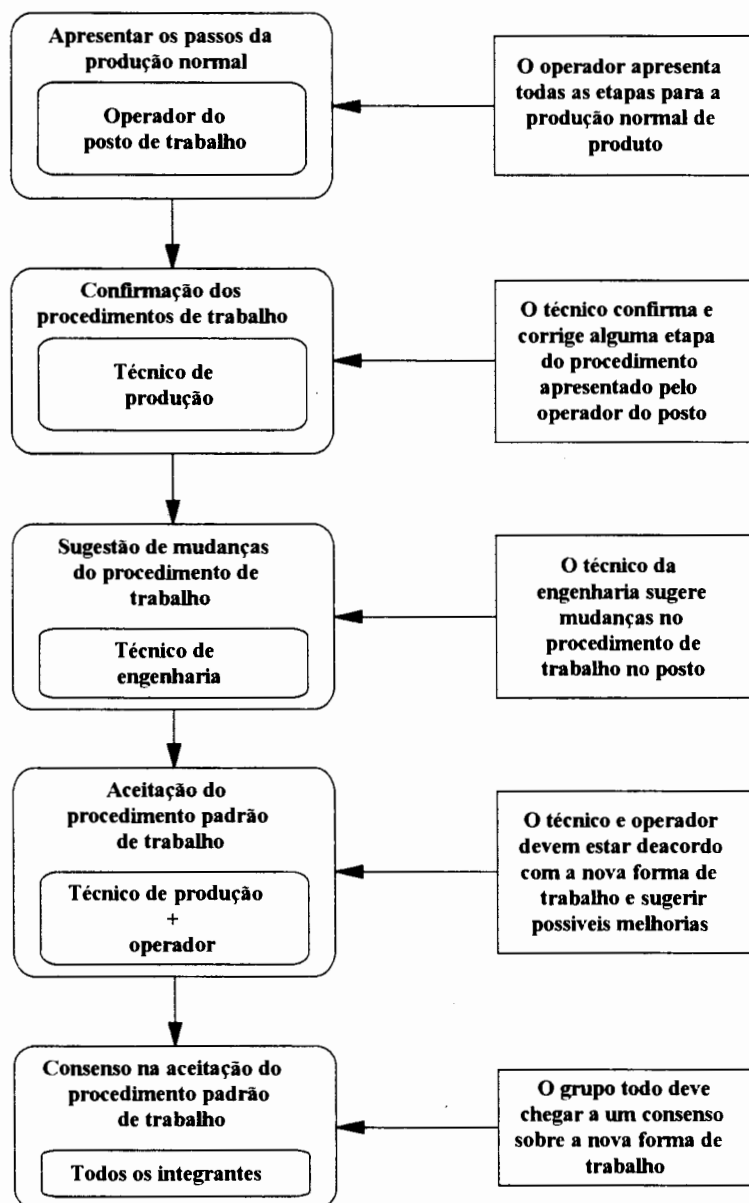 Apresentar os passos da
produção normal
Operador do
posto de trabalho
O operador apresenta
todas as etapas para a
produção normal de
produto
Confirmação dos
procedimentos de trabalho
Técnico de
produção
O técnico confirma e
corrige alguma etapa
do procedimento
apresentado pelo
operador do posto
Sugestão de mudanças
do procedimento de
trabalho
Técnico de
engenharia
O técnico da
engenharia sugere
mudanças no
procedimento de
trabalho no posto
Aceitação do
procedimento padrão
de trabalho
Técnico de produção
+
operador
O técnico e operador
devem estar deacordo
com a nova forma de
trabalho e sugerir
possiveis melhorias
Consenso na aceitação do
procedimento padrão
de trabalho
Todos os integrantes
O grupo todo deve
chegar a um consenso
sobre a nova forma de
trabalho